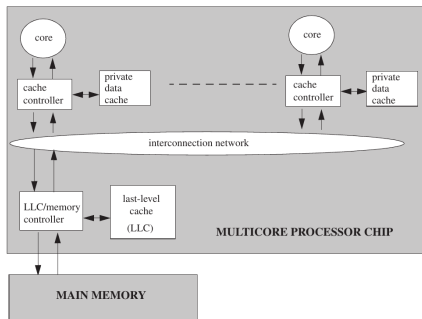 core
core
cache
controller
private
data
cache
cache
controller
private
data
cache
interconnection network
LLC/memory
controller
last-level
cache
(LLC)
MULTICORE PROCESSOR CHIP
MAIN MEMORY